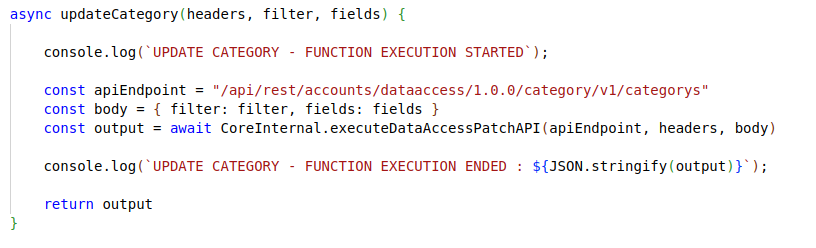 async updateCategory(headers, filter, fields) {
console.log(`UPDATE CATEGORY - FUNCTION EXECUTION STARTED`);
const apiEndpoint = "/api/rest/accounts/dataaccess/1.0.0/category/v1/categorys"
const body = { filter: filter, fields: fields }
const output = await CoreInternal.executeDataAccessPatchAPI(apiEndpoint, headers, body)
console.log(`UPDATE CATEGORY - FUNCTION EXECUTION ENDED : ${JSON.stringify(output)}`);
return output
}